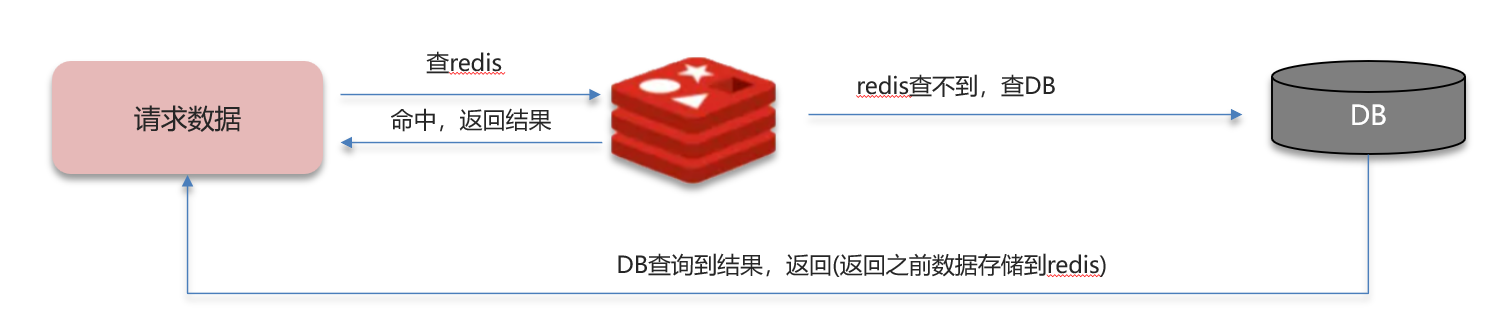 请求数据
查redis
命中，返回结果
redis查不到，查DB
DB
DB查询到结果，返回(返回之前数据存储到redis)